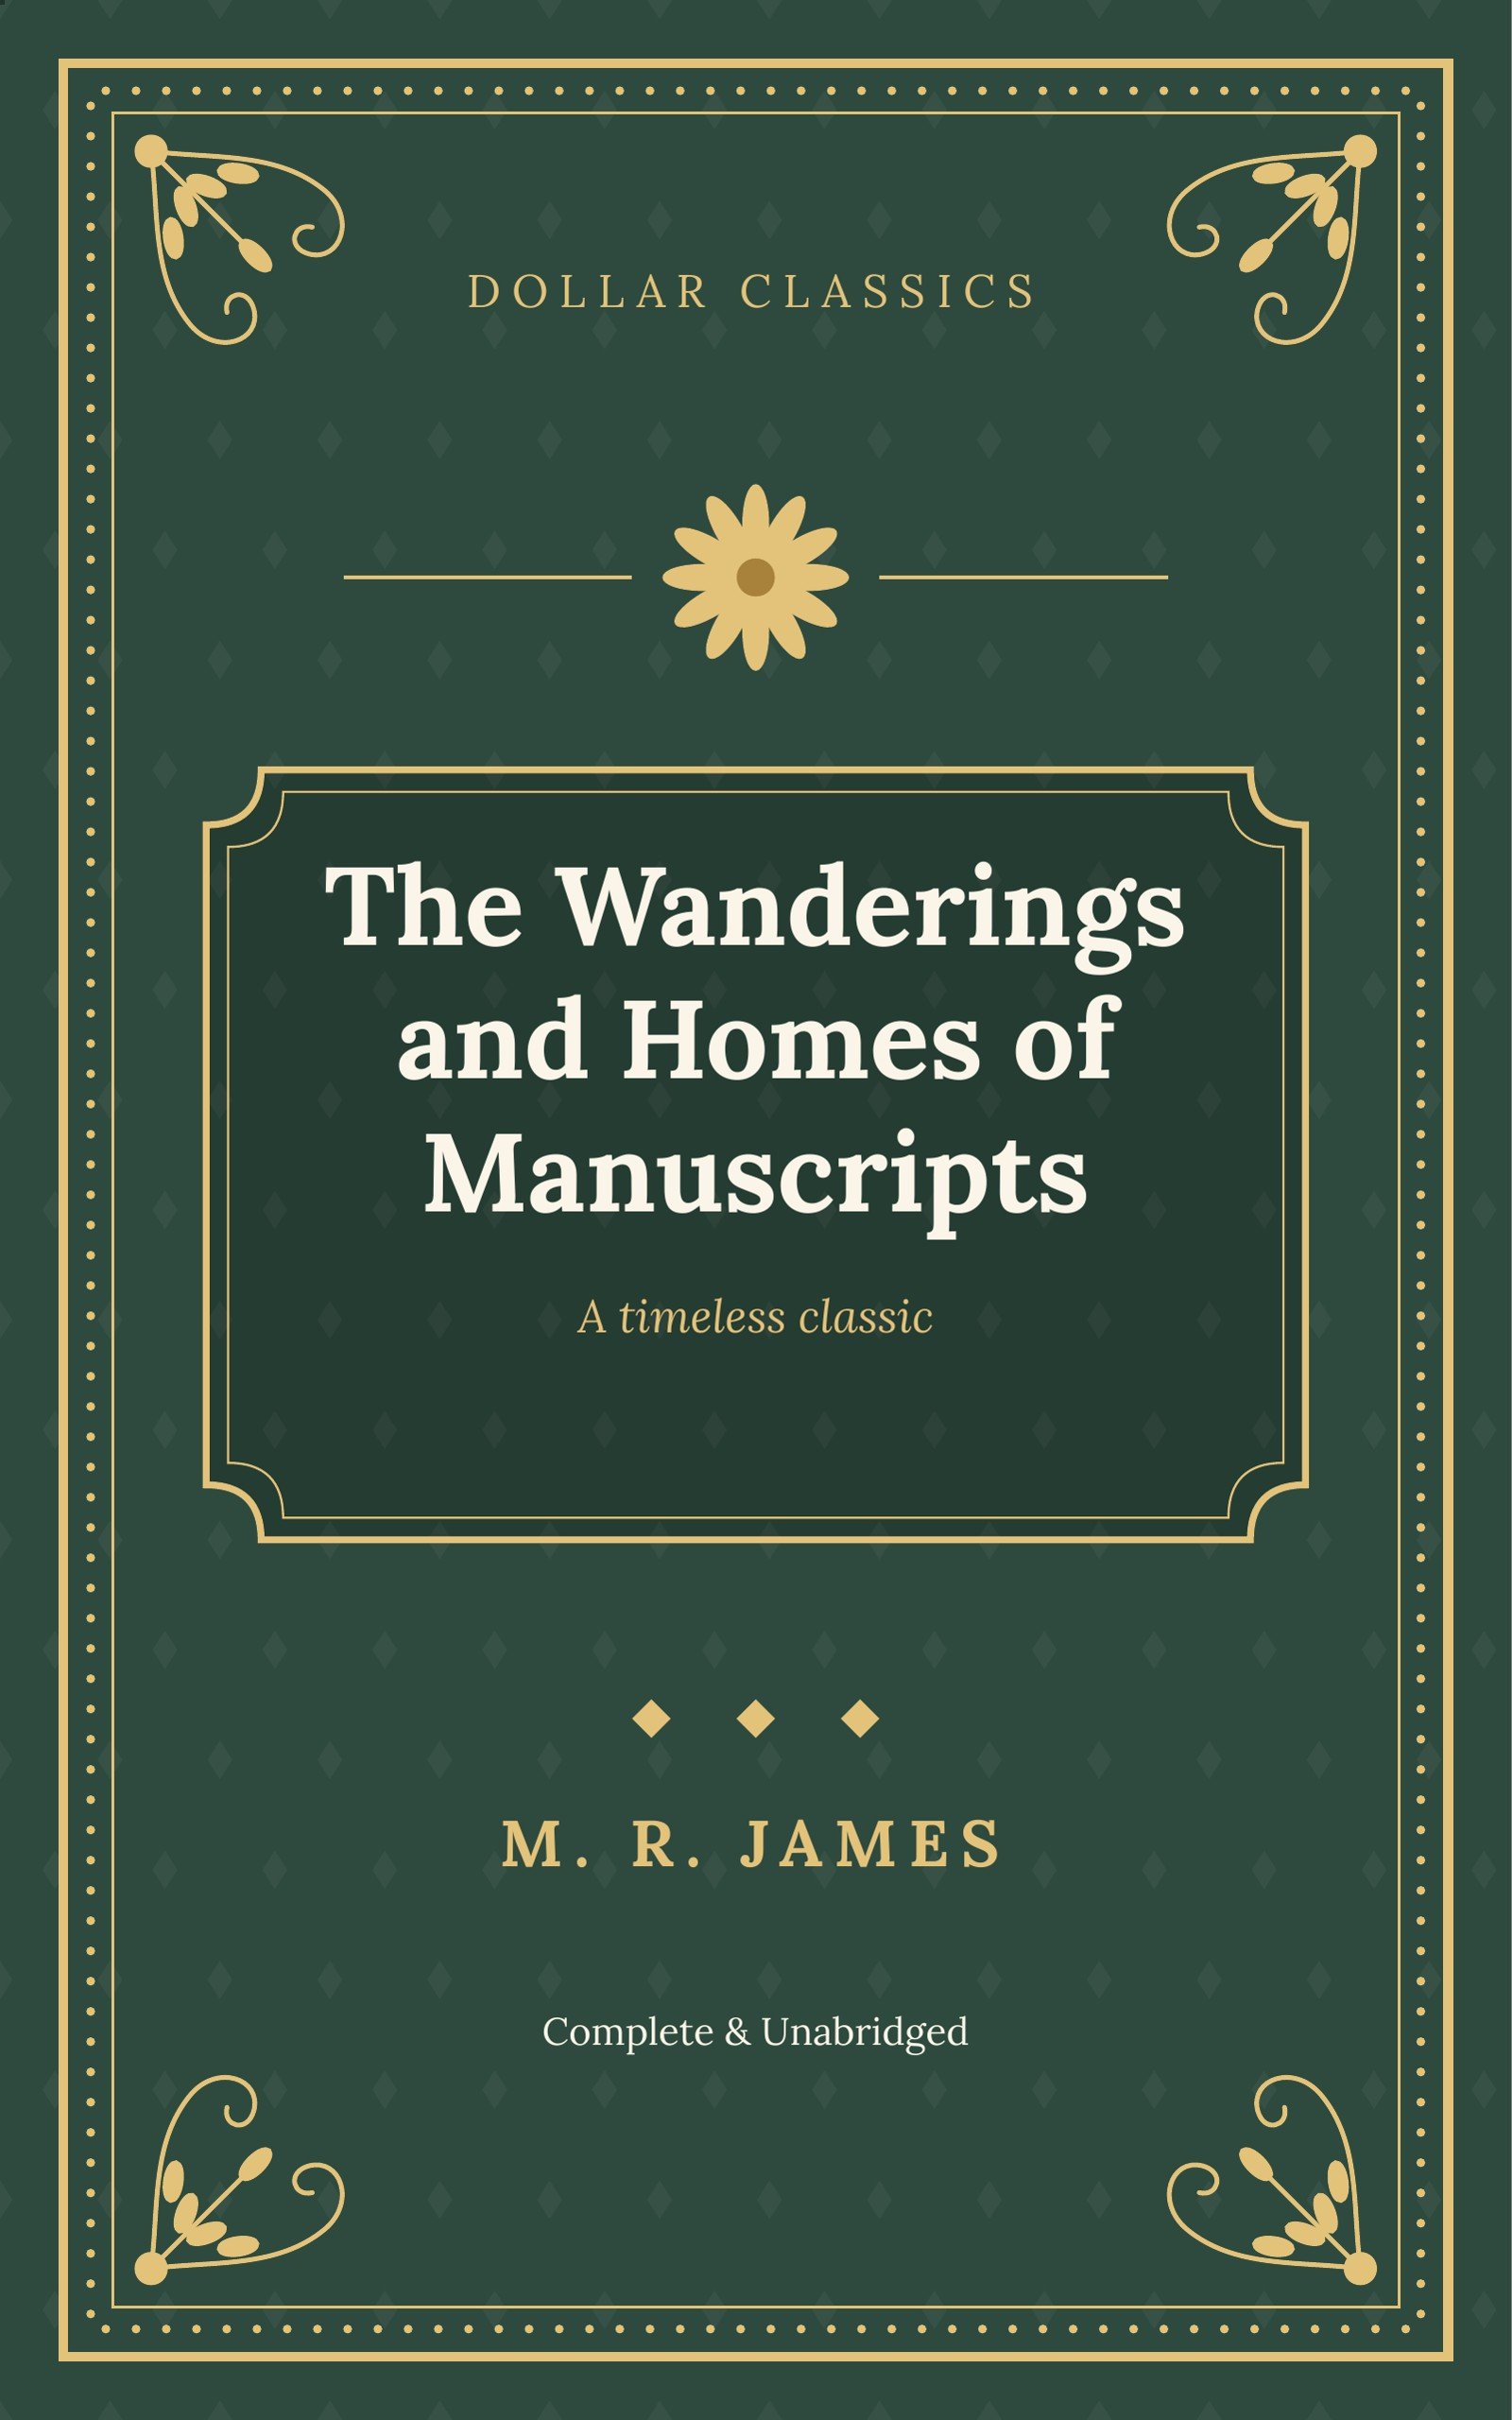 DOLLAR CLASSICS
The Wanderings
and Homes of
Manuscripts
A timeless classic
M. R. JAMES
Complete & Unabridged